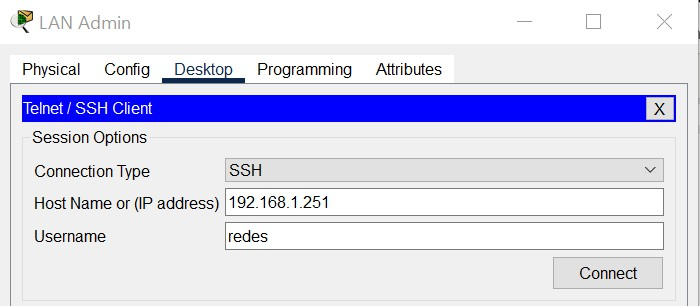 LAN Admin
Physical Config Desktop Programming Attributes
Telnet / SSH Client X
Session Options
Connection Type SSH
Host Name or (IP address) 192.168.1.251
Username redes
Connect